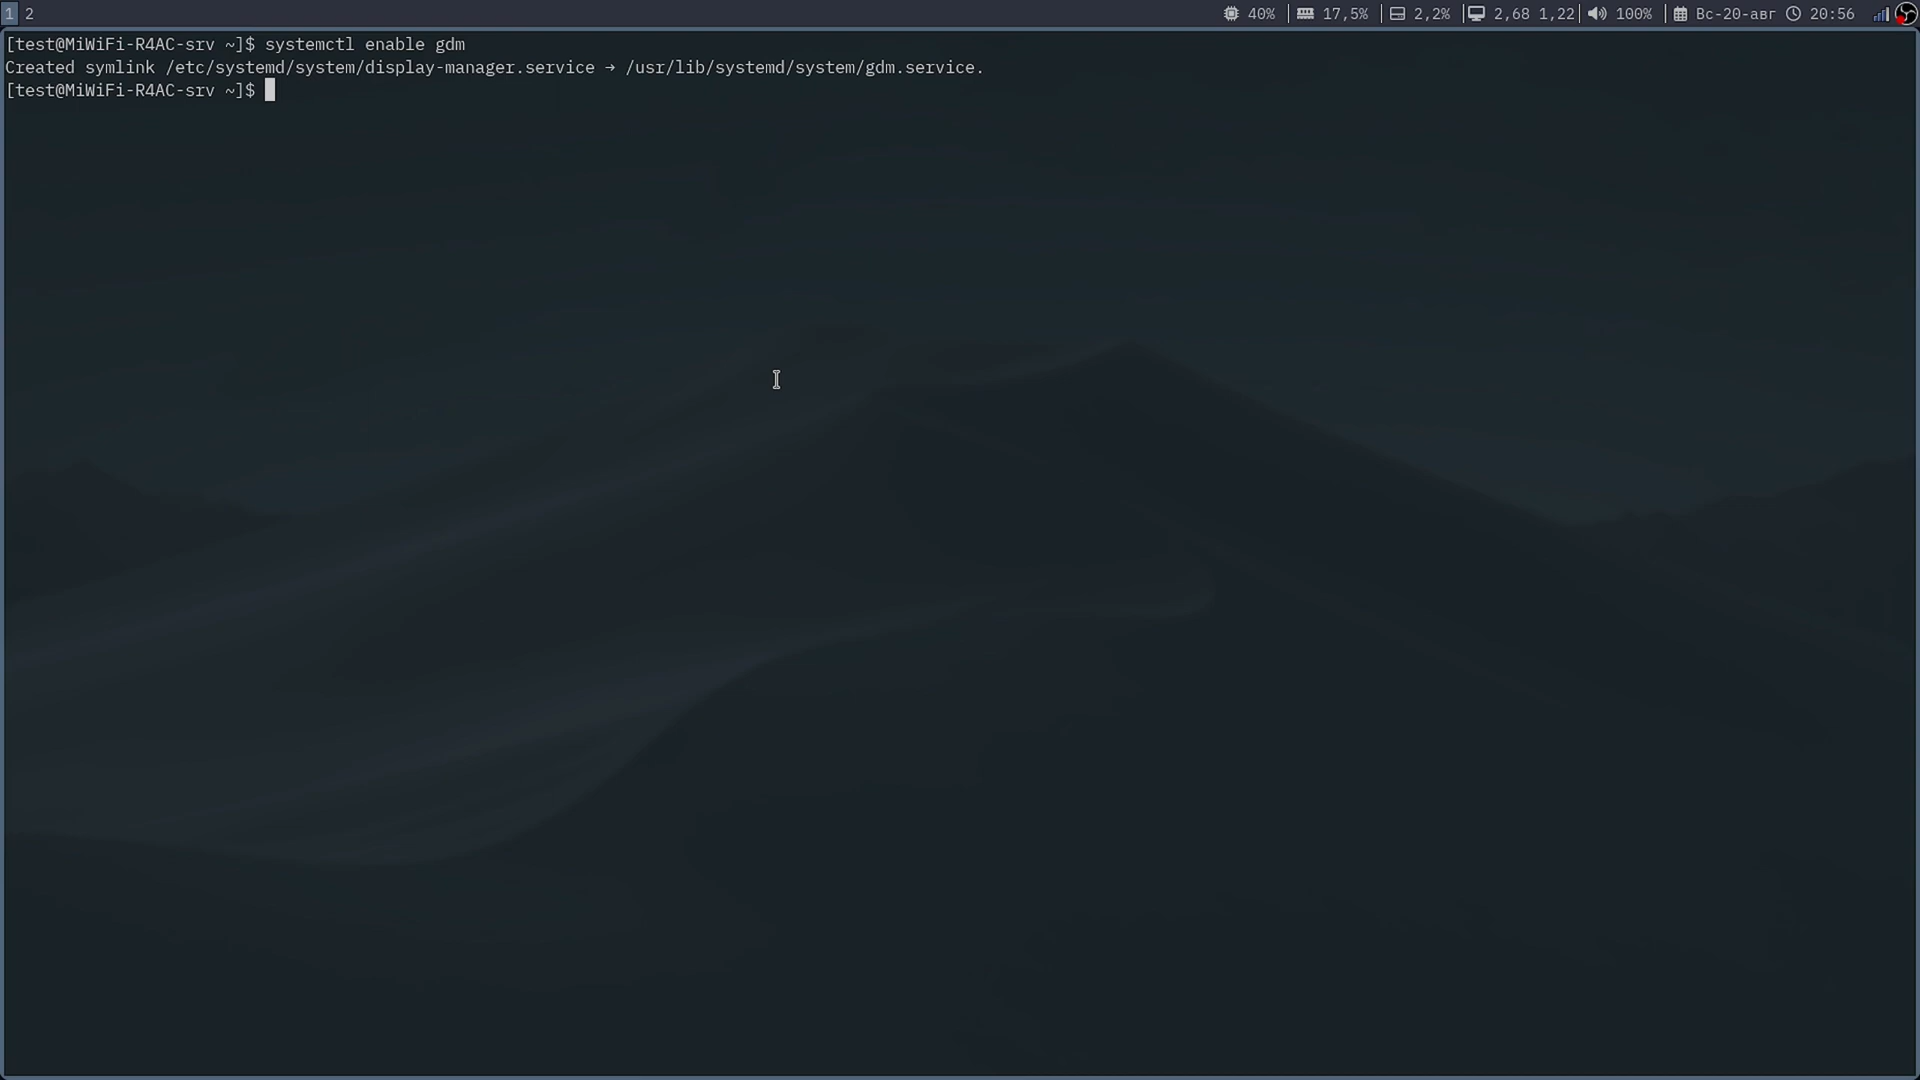 1 2 40% 17,5% 2,2% 2,68 1,22 100% Вс-20-авг 20:56
[test@MiWiFi-R4AC-srv ~]$ systemctl enable gdm
Created symlink /etc/systemd/system/display-manager.service → /usr/lib/systemd/system/gdm.service.
[test@MiWiFi-R4AC-srv ~]$